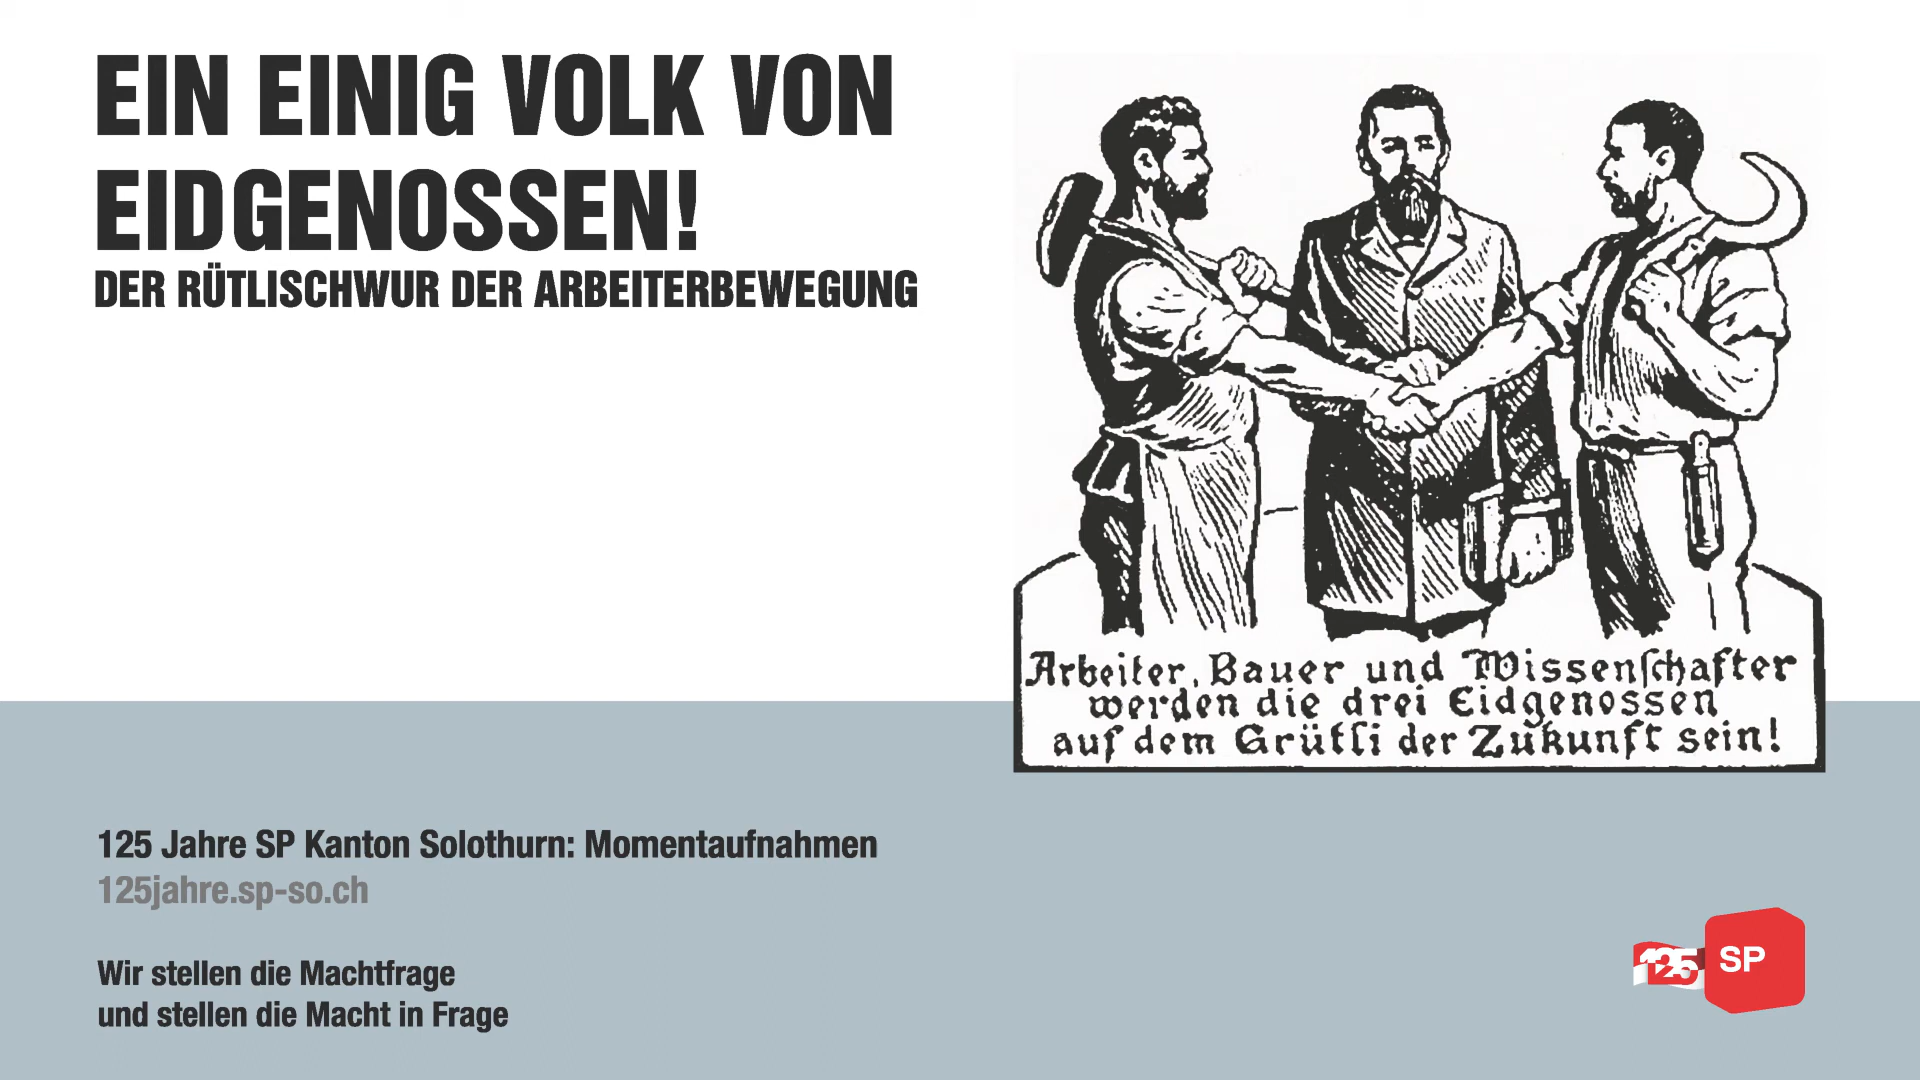 EIN EINIG VOLK VON
EIDGENOSSEN!
DER RÜTLISCHWUR DER ARBEITERBEWEGUNG
Arbeiter, Bauer und Wissenschafter
werden die drei Eidgenossen
auf dem Grütli der Zukunft sein!
125 Jahre SP Kanton Solothurn: Momentaufnahmen
125jahre.sp-so.ch
Wir stellen die Machtfrage
und stellen die Macht in Frage
125 SP